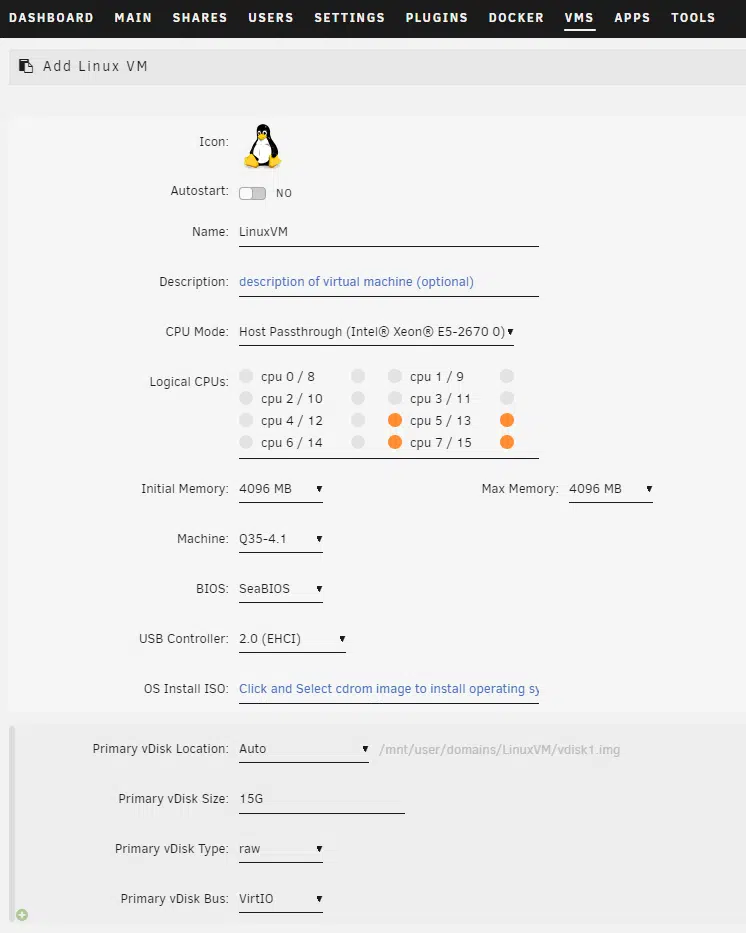 DASHBOARD MAIN SHARES USERS SETTINGS PLUGINS DOCKER VMS APPS TOOLS
Add Linux VM
Icon:
Autostart: NO
Name: LinuxVM
Description: description of virtual machine (optional)
CPU Mode: Host Passthrough (Intel® Xeon® E5-2670 0)
Logical CPUs: cpu 0 / 8 cpu 1 / 9
cpu 2 / 10 cpu 3 / 11
cpu 4 / 12 cpu 5 / 13
cpu 6 / 14 cpu 7 / 15
Initial Memory: 4096 MB Max Memory: 4096 MB
Machine: Q35-4.1
BIOS: SeaBIOS
USB Controller: 2.0 (EHCI)
OS Install ISO: Click and Select cdrom image to install operating sy
Primary vDisk Location: Auto /mnt/user/domains/LinuxVM/vdisk1.img
Primary vDisk Size: 15G
Primary vDisk Type: raw
Primary vDisk Bus: VirtIO